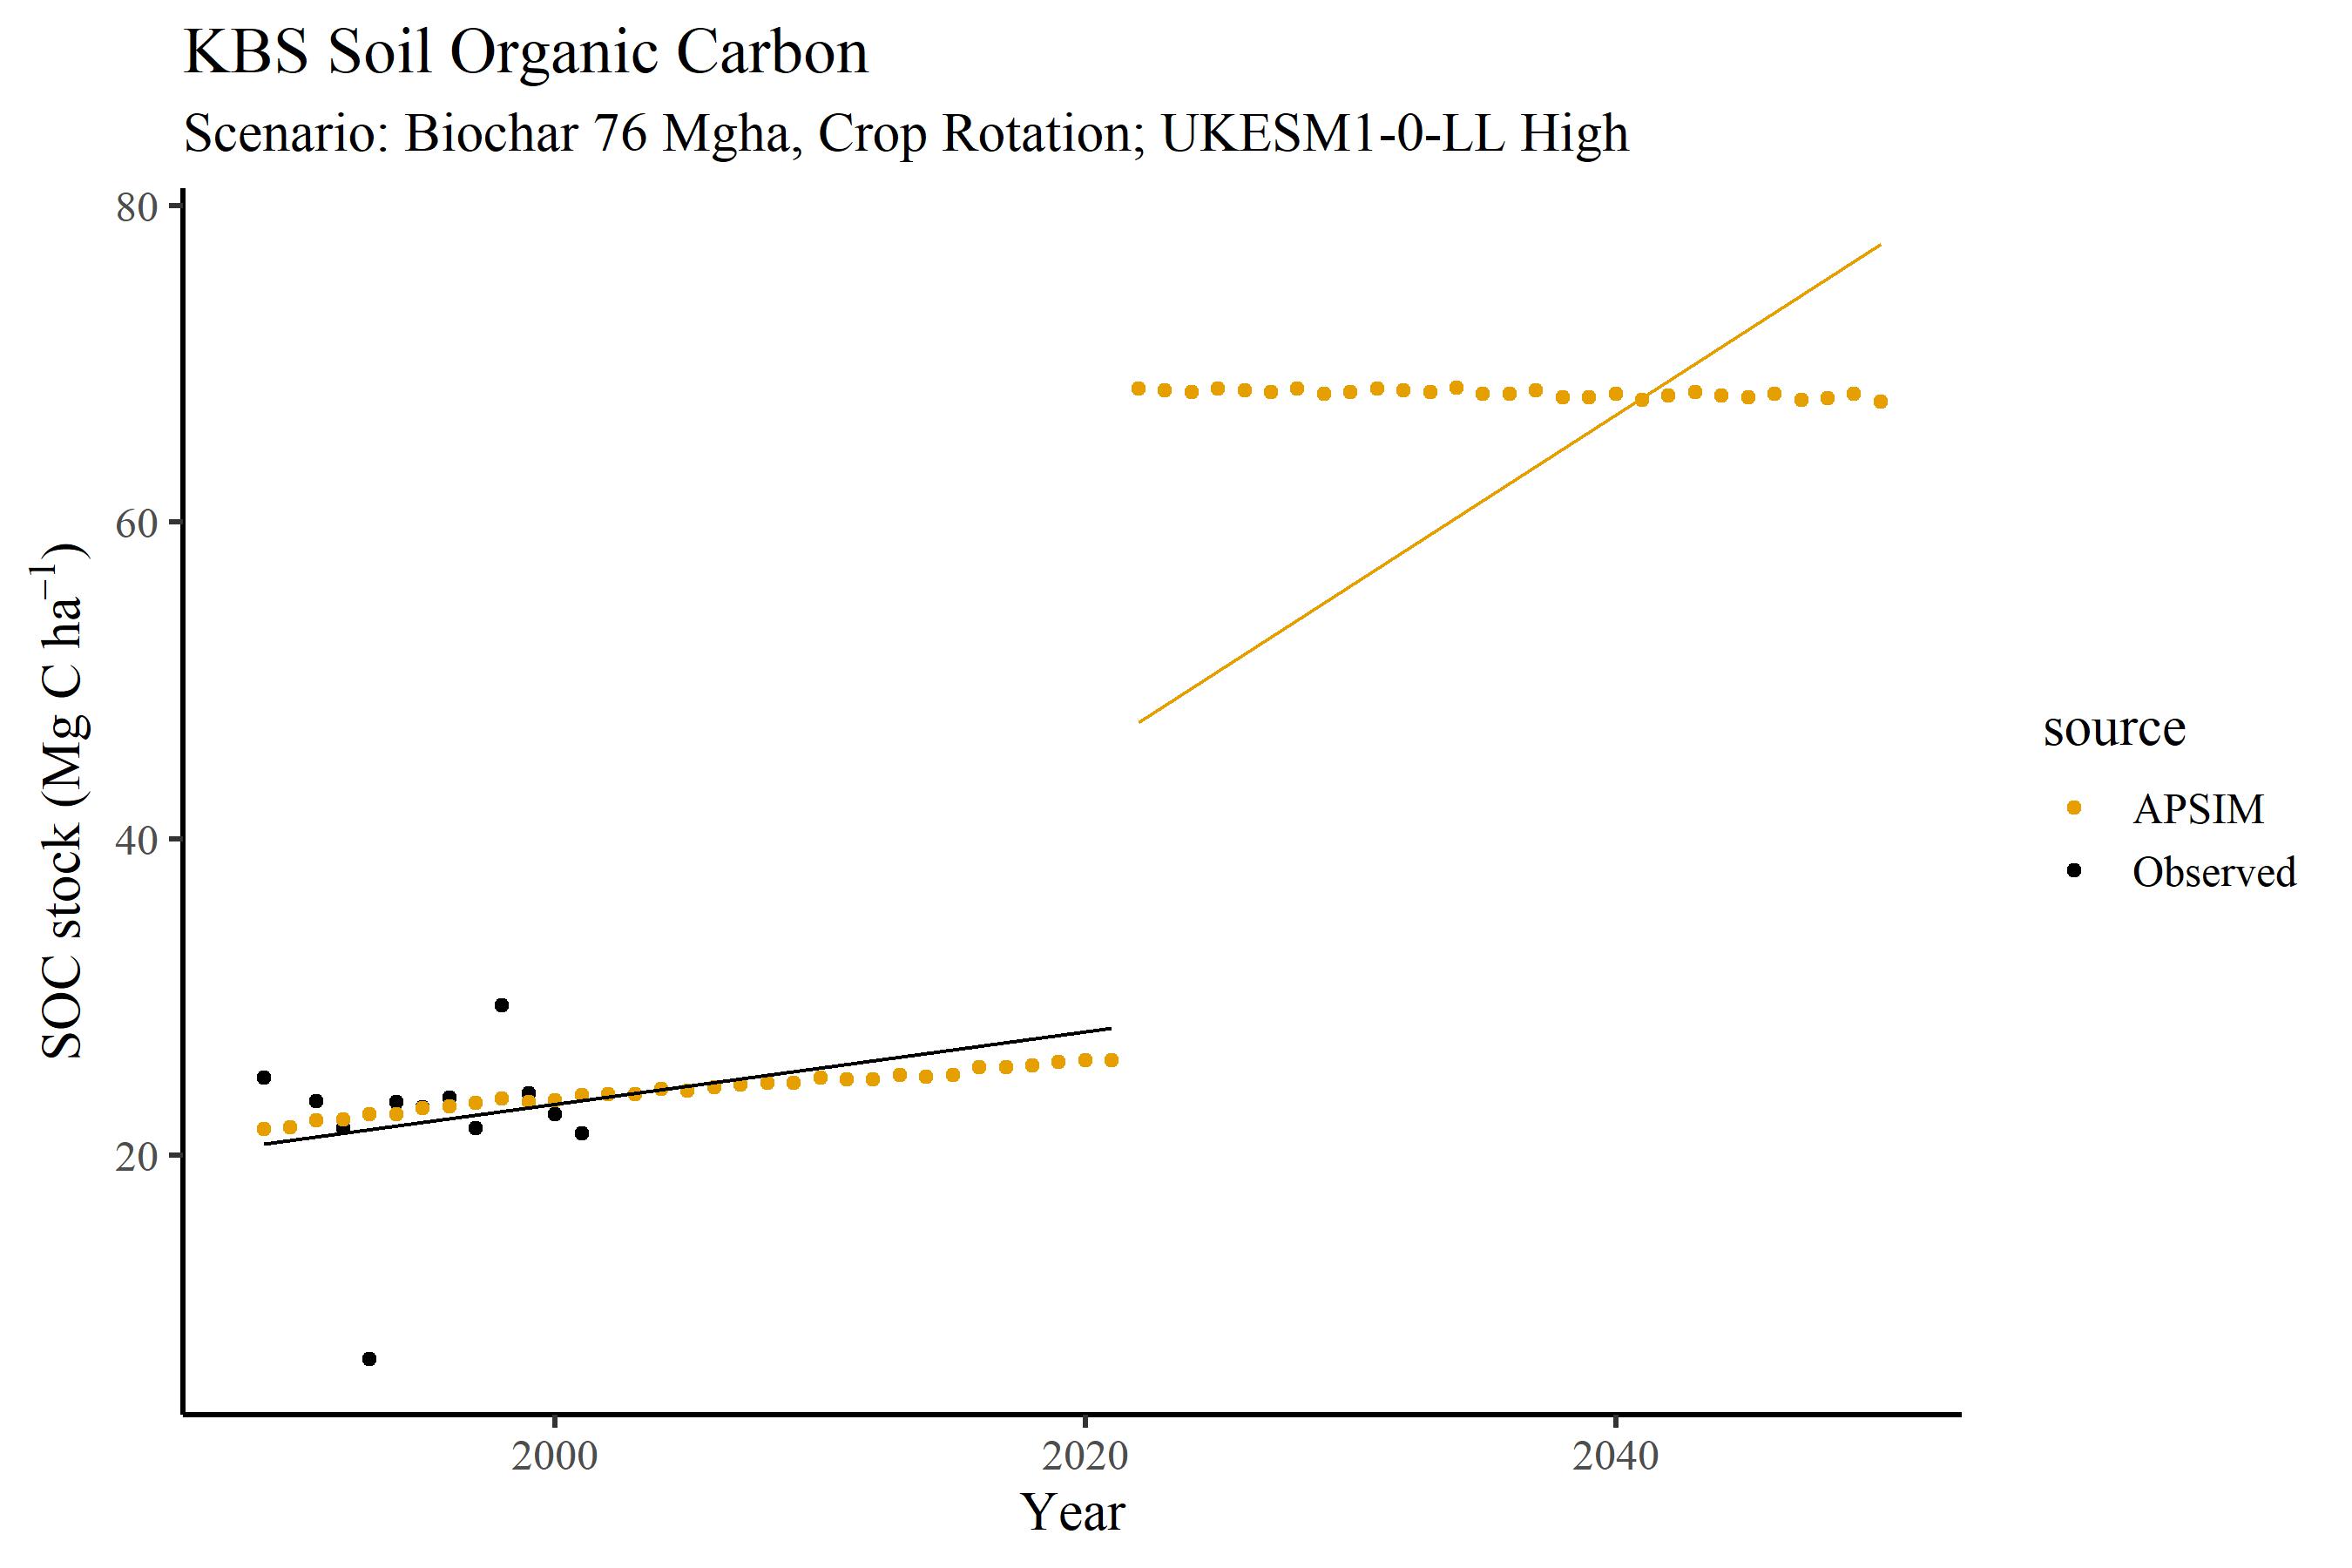 KBS Soil Organic Carbon
Scenario: Biochar 76 Mgha, Crop Rotation; UKESM1-0-LL High
SOC stock (Mg C ha⁻¹)
80
60
40
20
2000
2020
2040
Year
source
APSIM
Observed